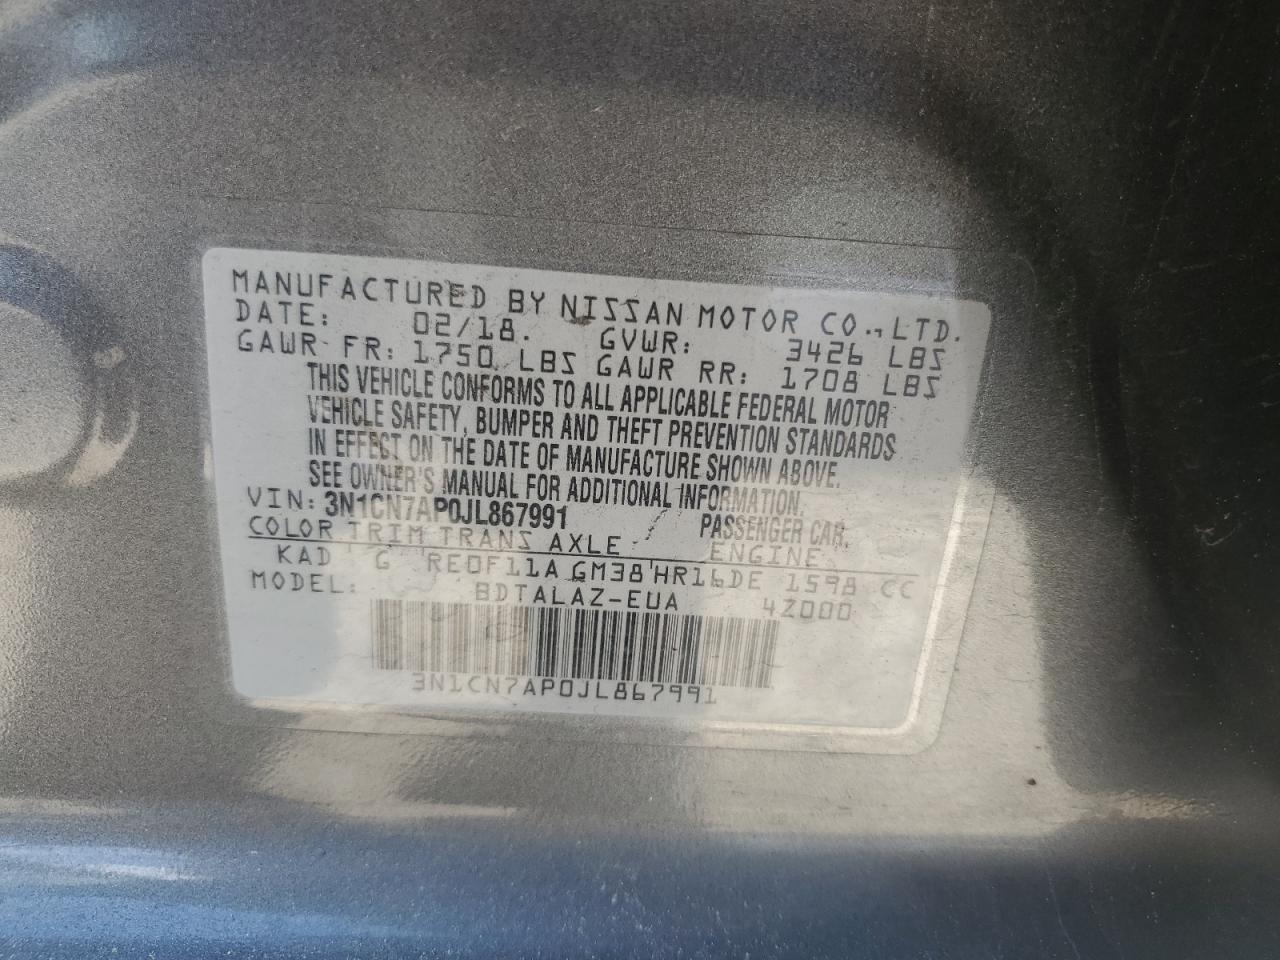 MANUFACTURED BY NISSAN MOTOR CO., LTD.
DATE: 02/18. GVWR: 3426 LBS
GAWR FR: 1750 LBS GAWR RR: 1708 LBS
THIS VEHICLE CONFORMS TO ALL APPLICABLE FEDERAL MOTOR
VEHICLE SAFETY, BUMPER AND THEFT PREVENTION STANDARDS
IN EFFECT ON THE DATE OF MANUFACTURE SHOWN ABOVE.
SEE OWNER'S MANUAL FOR ADDITIONAL INFORMATION.
VIN: 3N1CN7AP0JL867991 PASSENGER CAR.
COLOR TRIM TRANS AXLE ENGINE
KAD G RE0F11A GM38 HR16DE 1598 CC
MODEL: BDTALAZ-EUA 4Z000
3N1CN7AP0JL867991